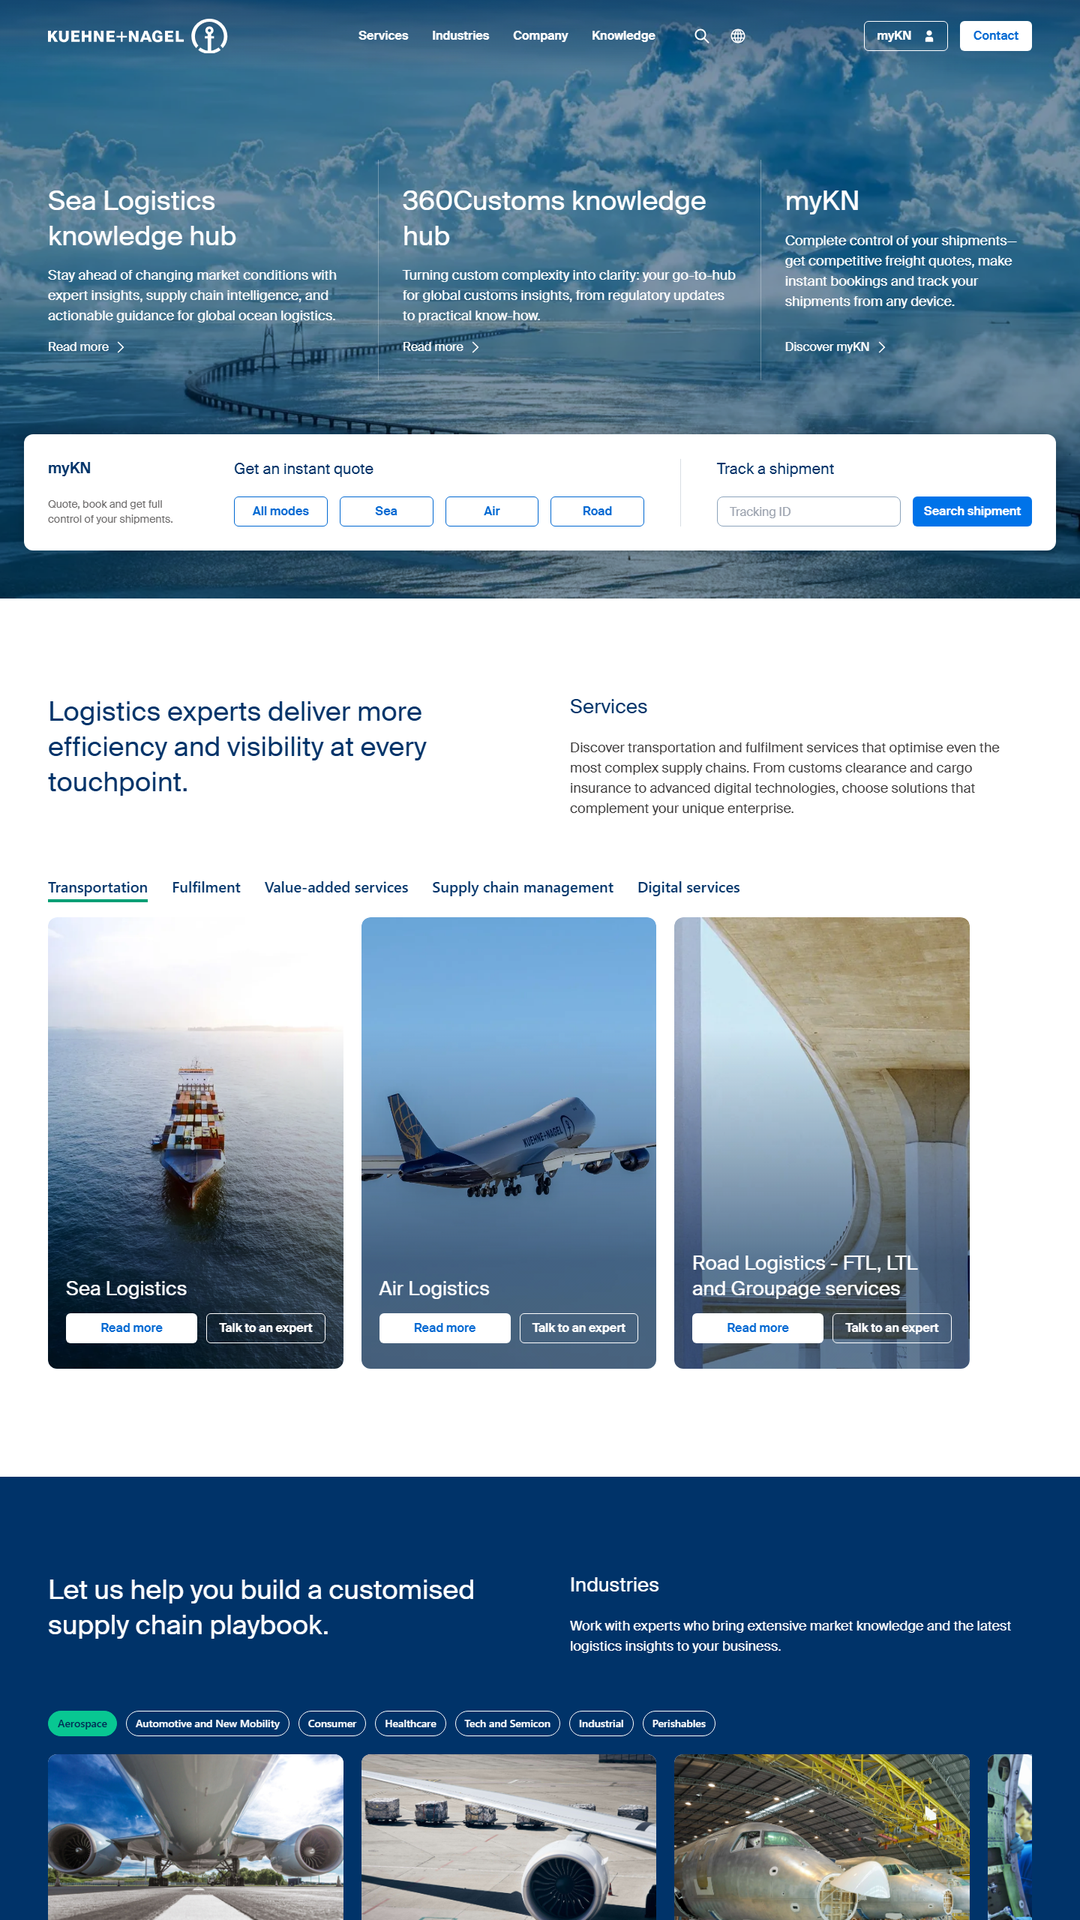 KUEHNE+NAGEL
Services Industries Company Knowledge
myKN
Contact
Sea Logistics
knowledge hub
Stay ahead of changing market conditions with
expert insights, supply chain intelligence, and
actionable guidance for global ocean logistics.
Read more
360Customs knowledge
hub
Turning custom complexity into clarity: your go-to-hub
for global customs insights, from regulatory updates
to practical know-how.
Read more
myKN
Complete control of your shipments—
get competitive freight quotes, make
instant bookings and track your
shipments from any device.
Discover myKN
myKN
Quote, book and get full
control of your shipments.
Get an instant quote
All modes Sea Air Road
Track a shipment
Tracking ID
Search shipment
Logistics experts deliver more
efficiency and visibility at every
touchpoint.
Services
Discover transportation and fulfilment services that optimise even the
most complex supply chains. From customs clearance and cargo
insurance to advanced digital technologies, choose solutions that
complement your unique enterprise.
Transportation Fulfilment Value-added services Supply chain management Digital services
Sea Logistics
Read more Talk to an expert
KUEHNE+NAGEL
Air Logistics
Read more Talk to an expert
Road Logistics - FTL, LTL
and Groupage services
Read more Talk to an expert
Let us help you build a customised
supply chain playbook.
Industries
Work with experts who bring extensive market knowledge and the latest
logistics insights to your business.
Aerospace Automotive and New Mobility Consumer Healthcare Tech and Semicon Industrial Perishables